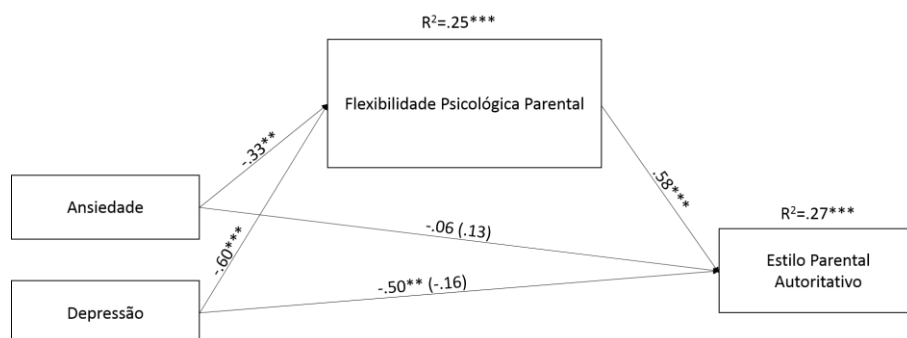 R²=.25***
Flexibilidade Psicológica Parental
-.33**
.58***
Ansiedade
R²=.27***
-.06 (.13)
-.60***
Estilo Parental
Autoritativo
-.50** (-.16)
Depressão